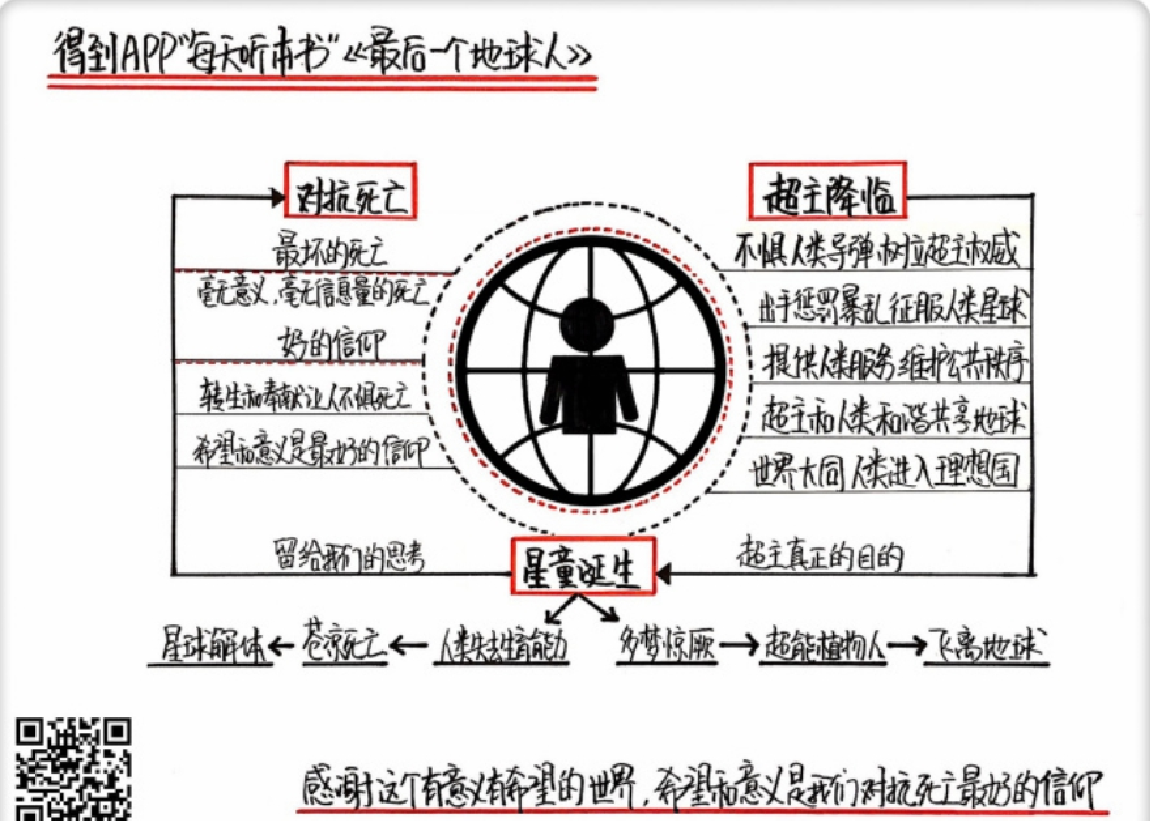 得到APP"每天听本书"《最后一个地球人》
对抗死亡
最坏的死亡
毫无意义,毫无信息量的死亡
好的信仰
转生和奉献让人不惧死亡
希望和意义是最好的信仰
留给我们的思考
超主降临
不惧人类导弹树立超主权威
出手惩罚暴乱征服人类星球
提供人类服务维护公共秩序
超主和人类和谐共享地球
世界大同人类进入理想国
超主真正的目的
星童诞生
星球解体←苍凉死亡←人类失去生育能力
多梦惊厥→超能植物人→飞离地球
感谢这个有意义有希望的世界,希望和意义是我们对抗死亡最好的信仰